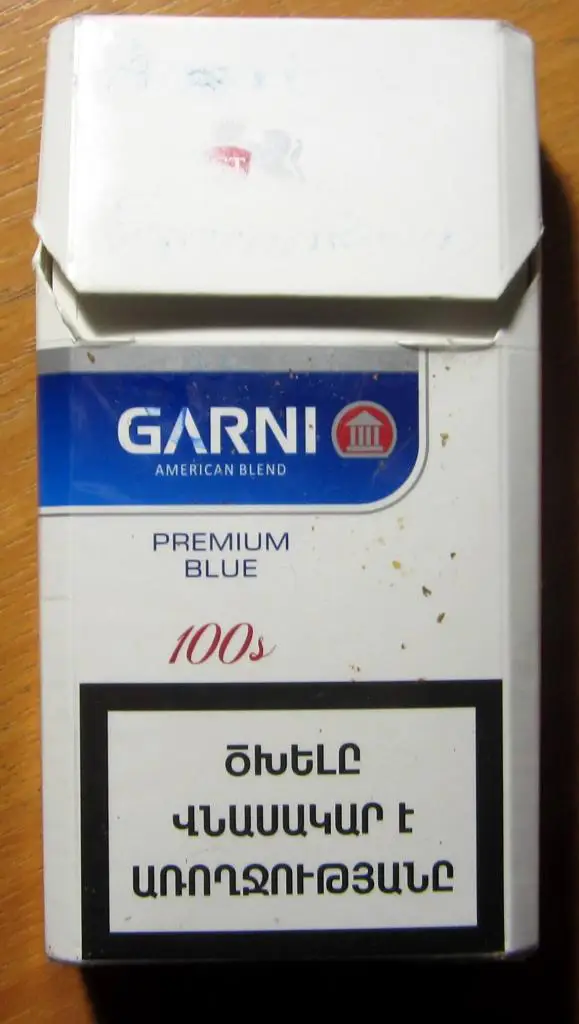 GARNI
AMERICAN BLEND
PREMIUM
BLUE
100s
ԾԽԵԼԸ
ՎՆԱՍԱԿԱՐ Է
ԱՌՈՂՋՈՒԹՅԱՆԸ